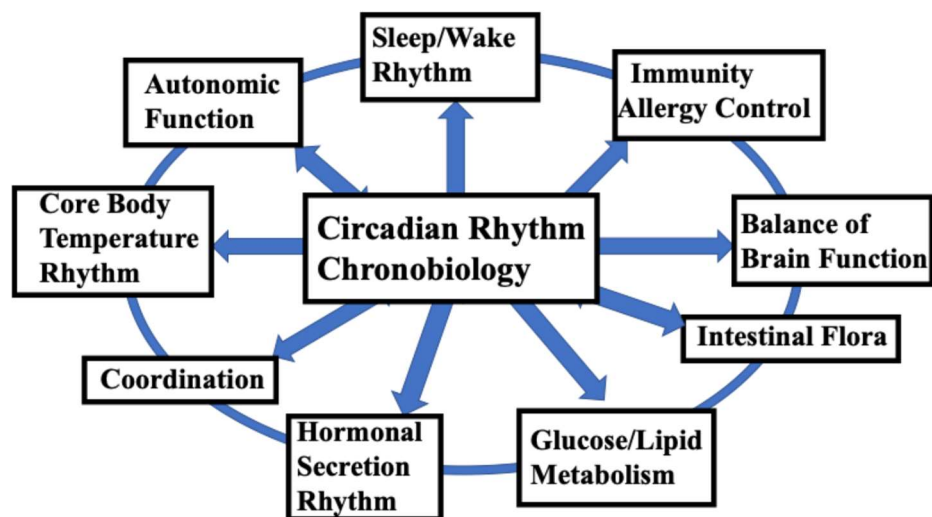 Sleep/Wake
Rhythm
Immunity
Allergy Control
Autonomic
Function
Core Body
Temperature
Rhythm
Circadian Rhythm
Chronobiology
Balance of
Brain Function
Intestinal Flora
Coordination
Hormonal
Secretion
Rhythm
Glucose/Lipid
Metabolism